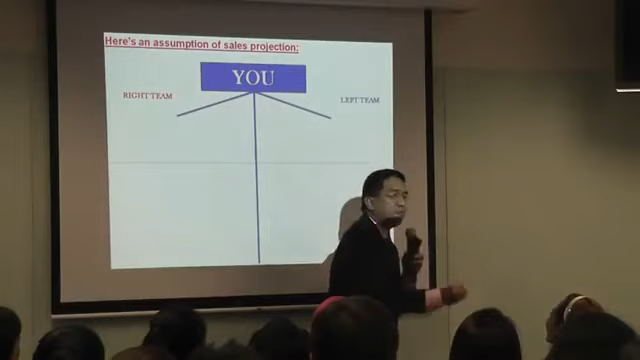 Here's an assumption of sales projection:
YOU
RIGHT TEAM
LEFT TEAM